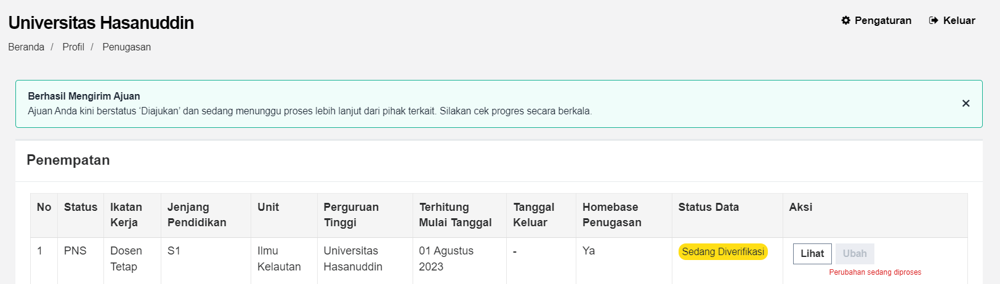 Universitas Hasanuddin
Pengaturan Keluar
Beranda / Profil / Penugasan
Berhasil Mengirim Ajuan
Ajuan Anda kini berstatus ‘Diajukan’ dan sedang menunggu proses lebih lanjut dari pihak terkait. Silakan cek progres secara berkala.
Penempatan
No Status Ikatan Kerja Jenjang Pendidikan Unit Perguruan Tinggi Terhitung Mulai Tanggal Tanggal Keluar Homebase Penugasan Status Data Aksi
1 PNS Dosen Tetap S1 Ilmu Kelautan Universitas Hasanuddin 01 Agustus 2023 - Ya Sedang Diverifikasi Lihat Ubah
Perubahan sedang diproses